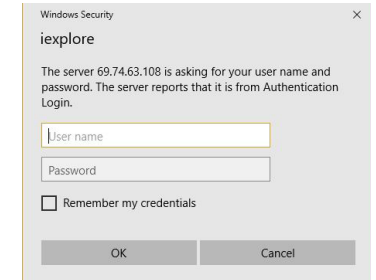 Windows Security
iexplore
The server 69.74.63.108 is asking for your user name and
password. The server reports that it is from Authentication
Login.
User name
Password
Remember my credentials
OK Cancel